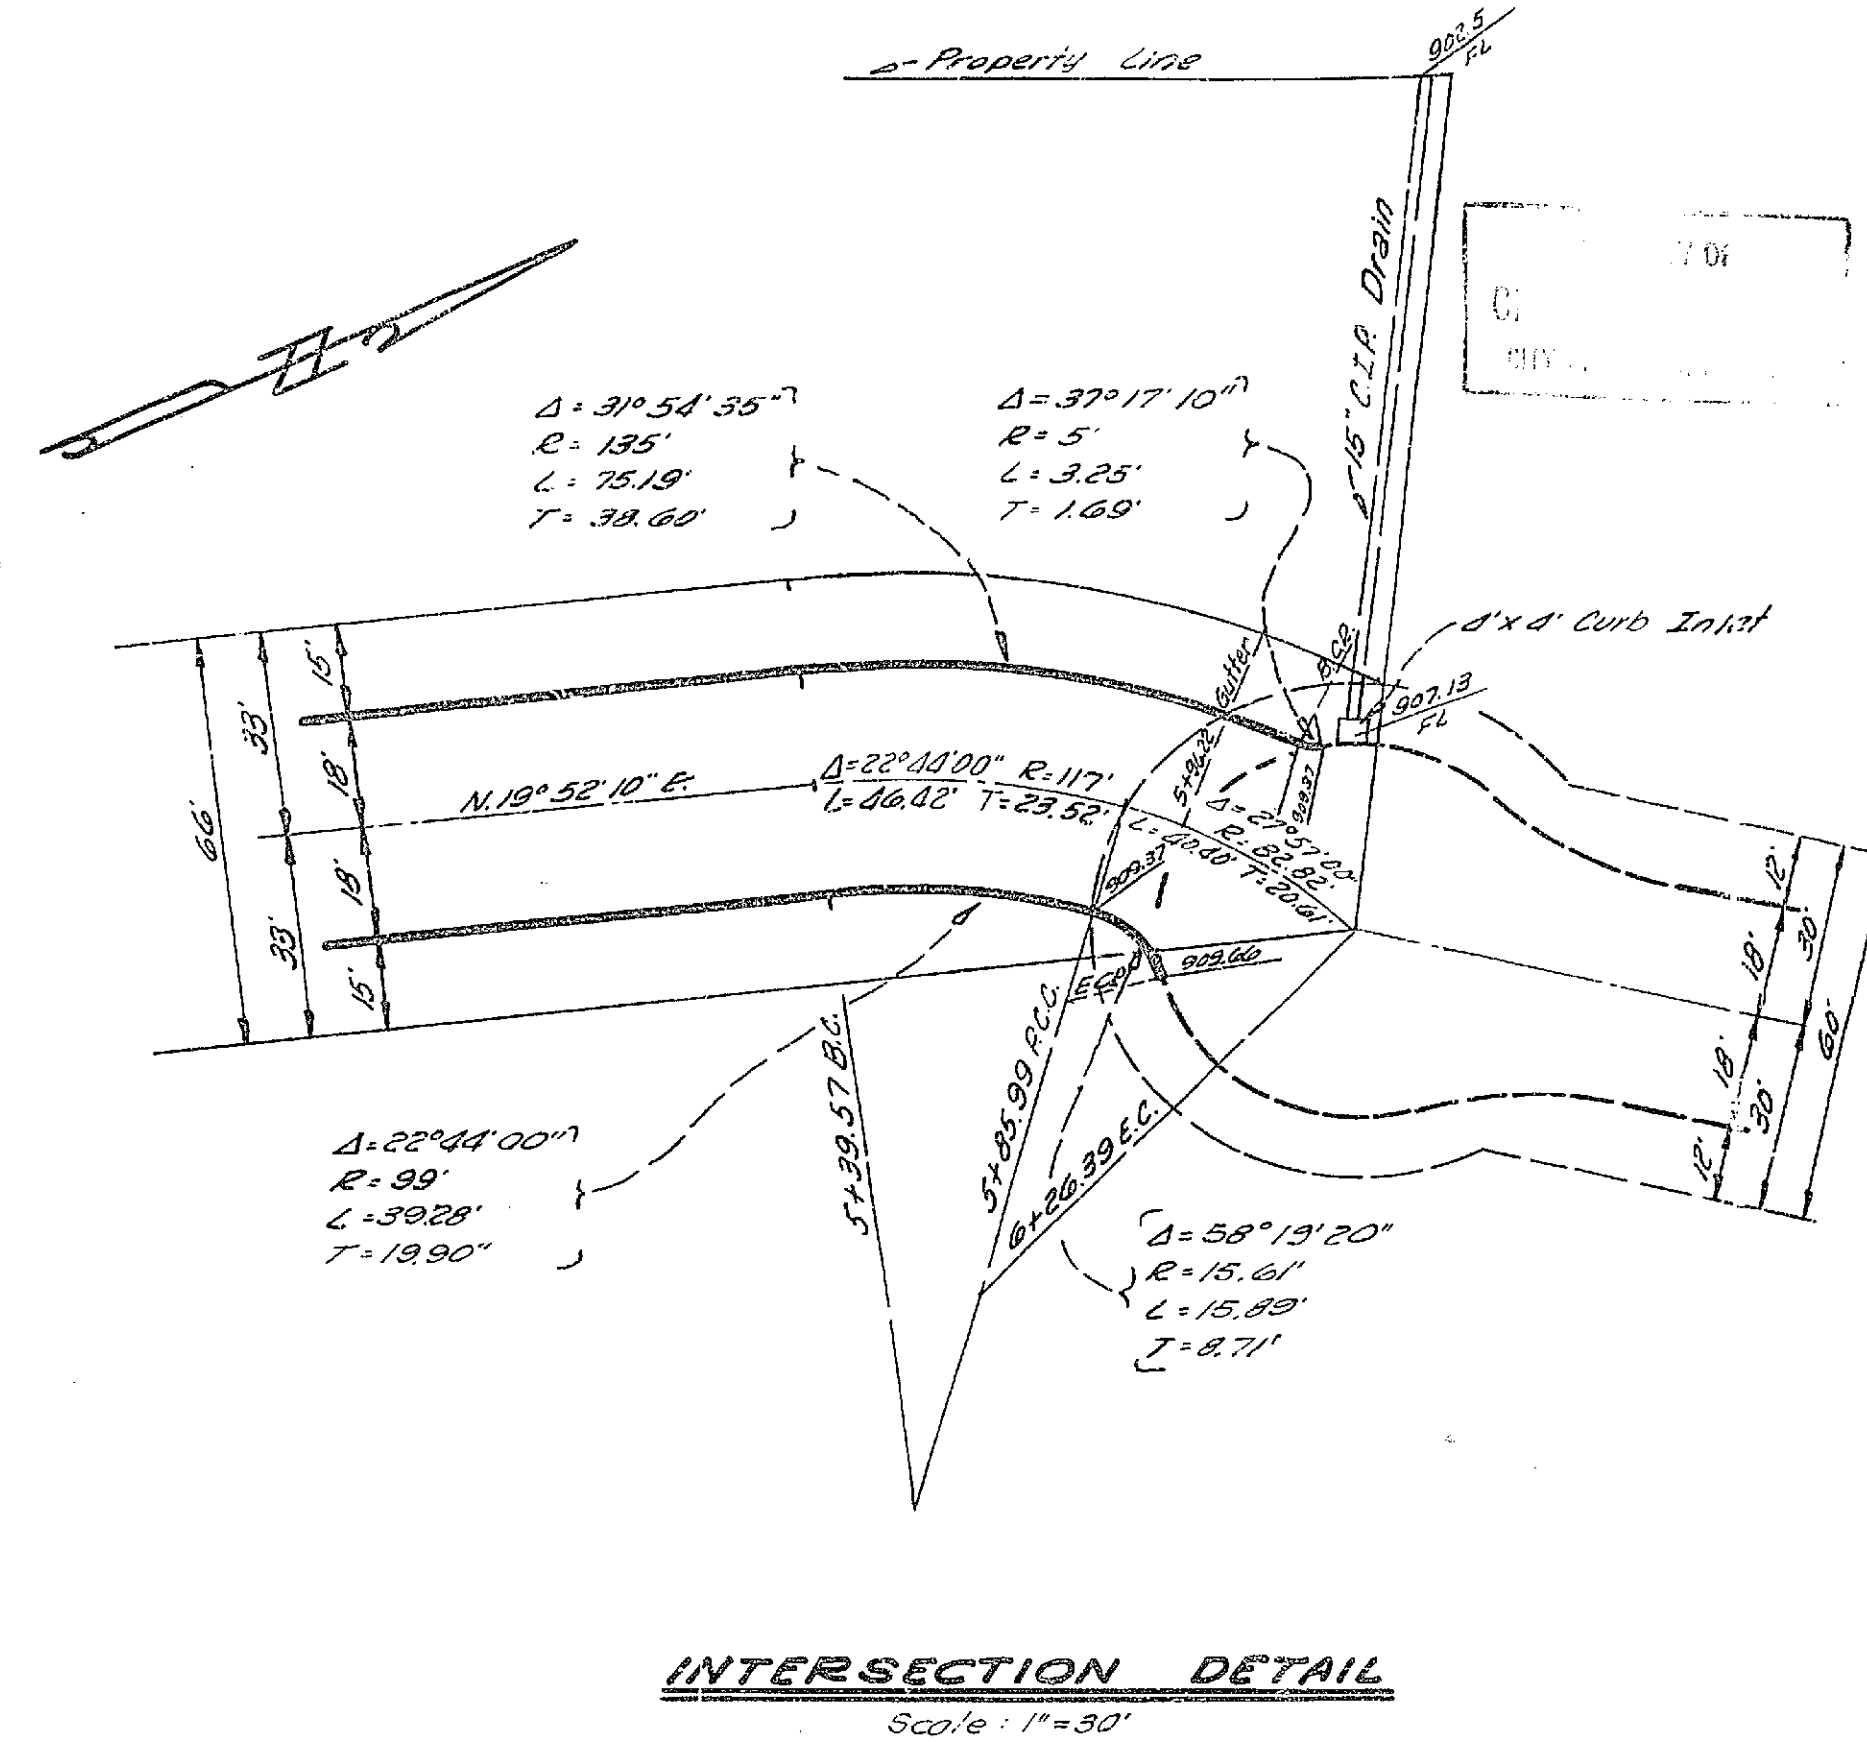 Property Line
902.5
FL
15" C.I.P. Drain
Δ = 31° 54' 35"
R = 135'
L = 75.19'
T = 38.60'
Δ = 37° 17' 10"
R = 5'
L = 3.25'
T = 1.69'
4' x 4' Curb Inlet
907.13
FL
Gutter
B.C.R.
15'
33'
18'
66'
18'
33'
15'
N. 19° 52' 10" E.
Δ=22°44'00" R=117'
L=46.42' T=23.52'
5+96.22
909.37
Δ=27°57'00"
R=82.82'
L=40.40' T=20.61'
909.37
909.66
E.C.R.
12'
30'
18'
60'
18'
30'
12'
5+39.57 B.C.
5+85.99 P.C.C.
6+26.39 E.C.
Δ=22°44'00"
R=99'
L=39.28'
T=19.90"
Δ=58°19'20"
R=15.61'
L=15.89'
T=8.71'
INTERSECTION DETAIL
Scale : 1"=30'